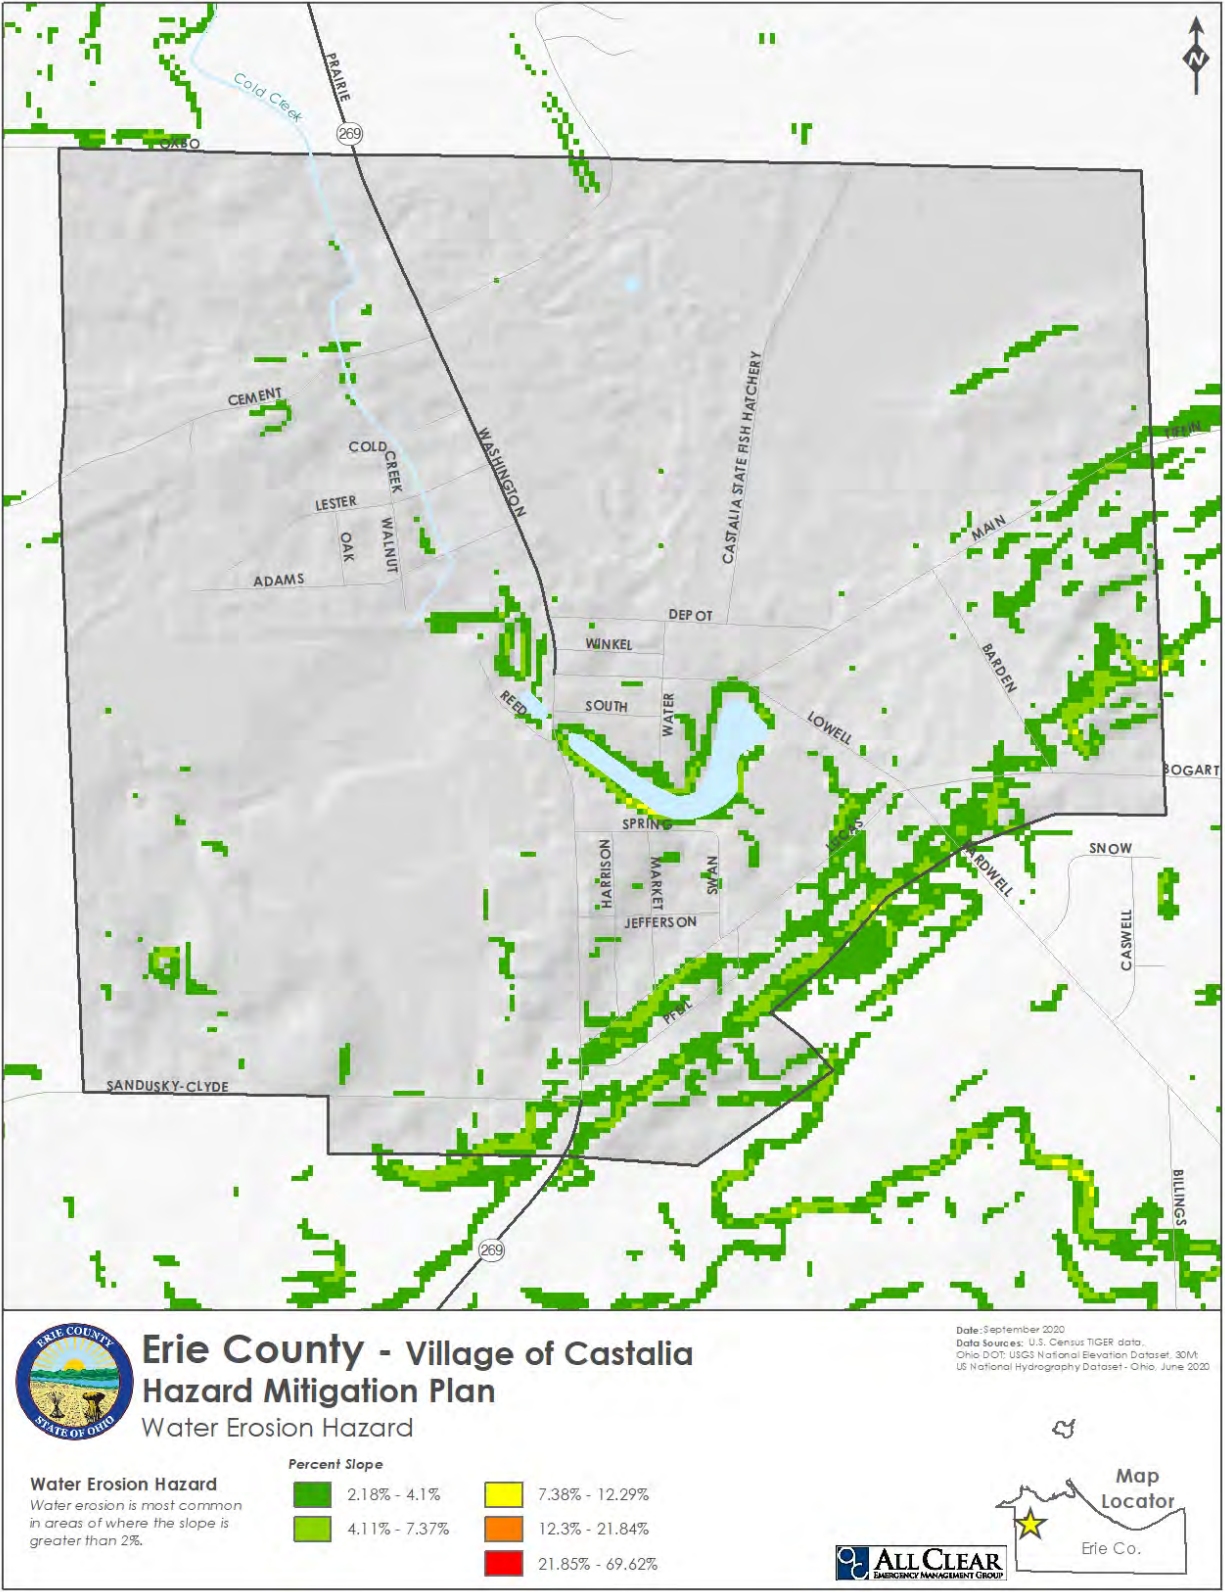 PRAIRIE
Cold Creek
N
269
OXBO
CEMENT
WASHINGTON
CASTALIA STATE FISH HATCHERY
TIFFIN
COLD CREEK
LESTER
OAK
WALNUT
MAIN
ADAMS
DEPOT
WINKEL
BARDEN
REED
SOUTH
WATER
LOWELL
BOGART
SPRING
LUCAS
HARRISON
MARKET
SWAN
JEFFERSON
BARDWELL
SNOW
CASWELL
PFEIL
SANDUSKY-CLYDE
BILLINGS
269
ERIE COUNTY
STATE OF OHIO
Erie County - Village of Castalia
Hazard Mitigation Plan
Water Erosion Hazard
Date: September 2020
Data Sources: U.S. Census TIGER data,
Ohio DOT; USGS National Elevation Dataset, 30M;
US National Hydrography Dataset - Ohio, June 2020
Water Erosion Hazard
Water erosion is most common
in areas of where the slope is
greater than 2%.
Percent Slope
2.18% - 4.1%
4.11% - 7.37%
7.38% - 12.29%
12.3% - 21.84%
21.85% - 69.62%
ALL CLEAR
EMERGENCY MANAGEMENT GROUP
Map
Locator
Erie Co.